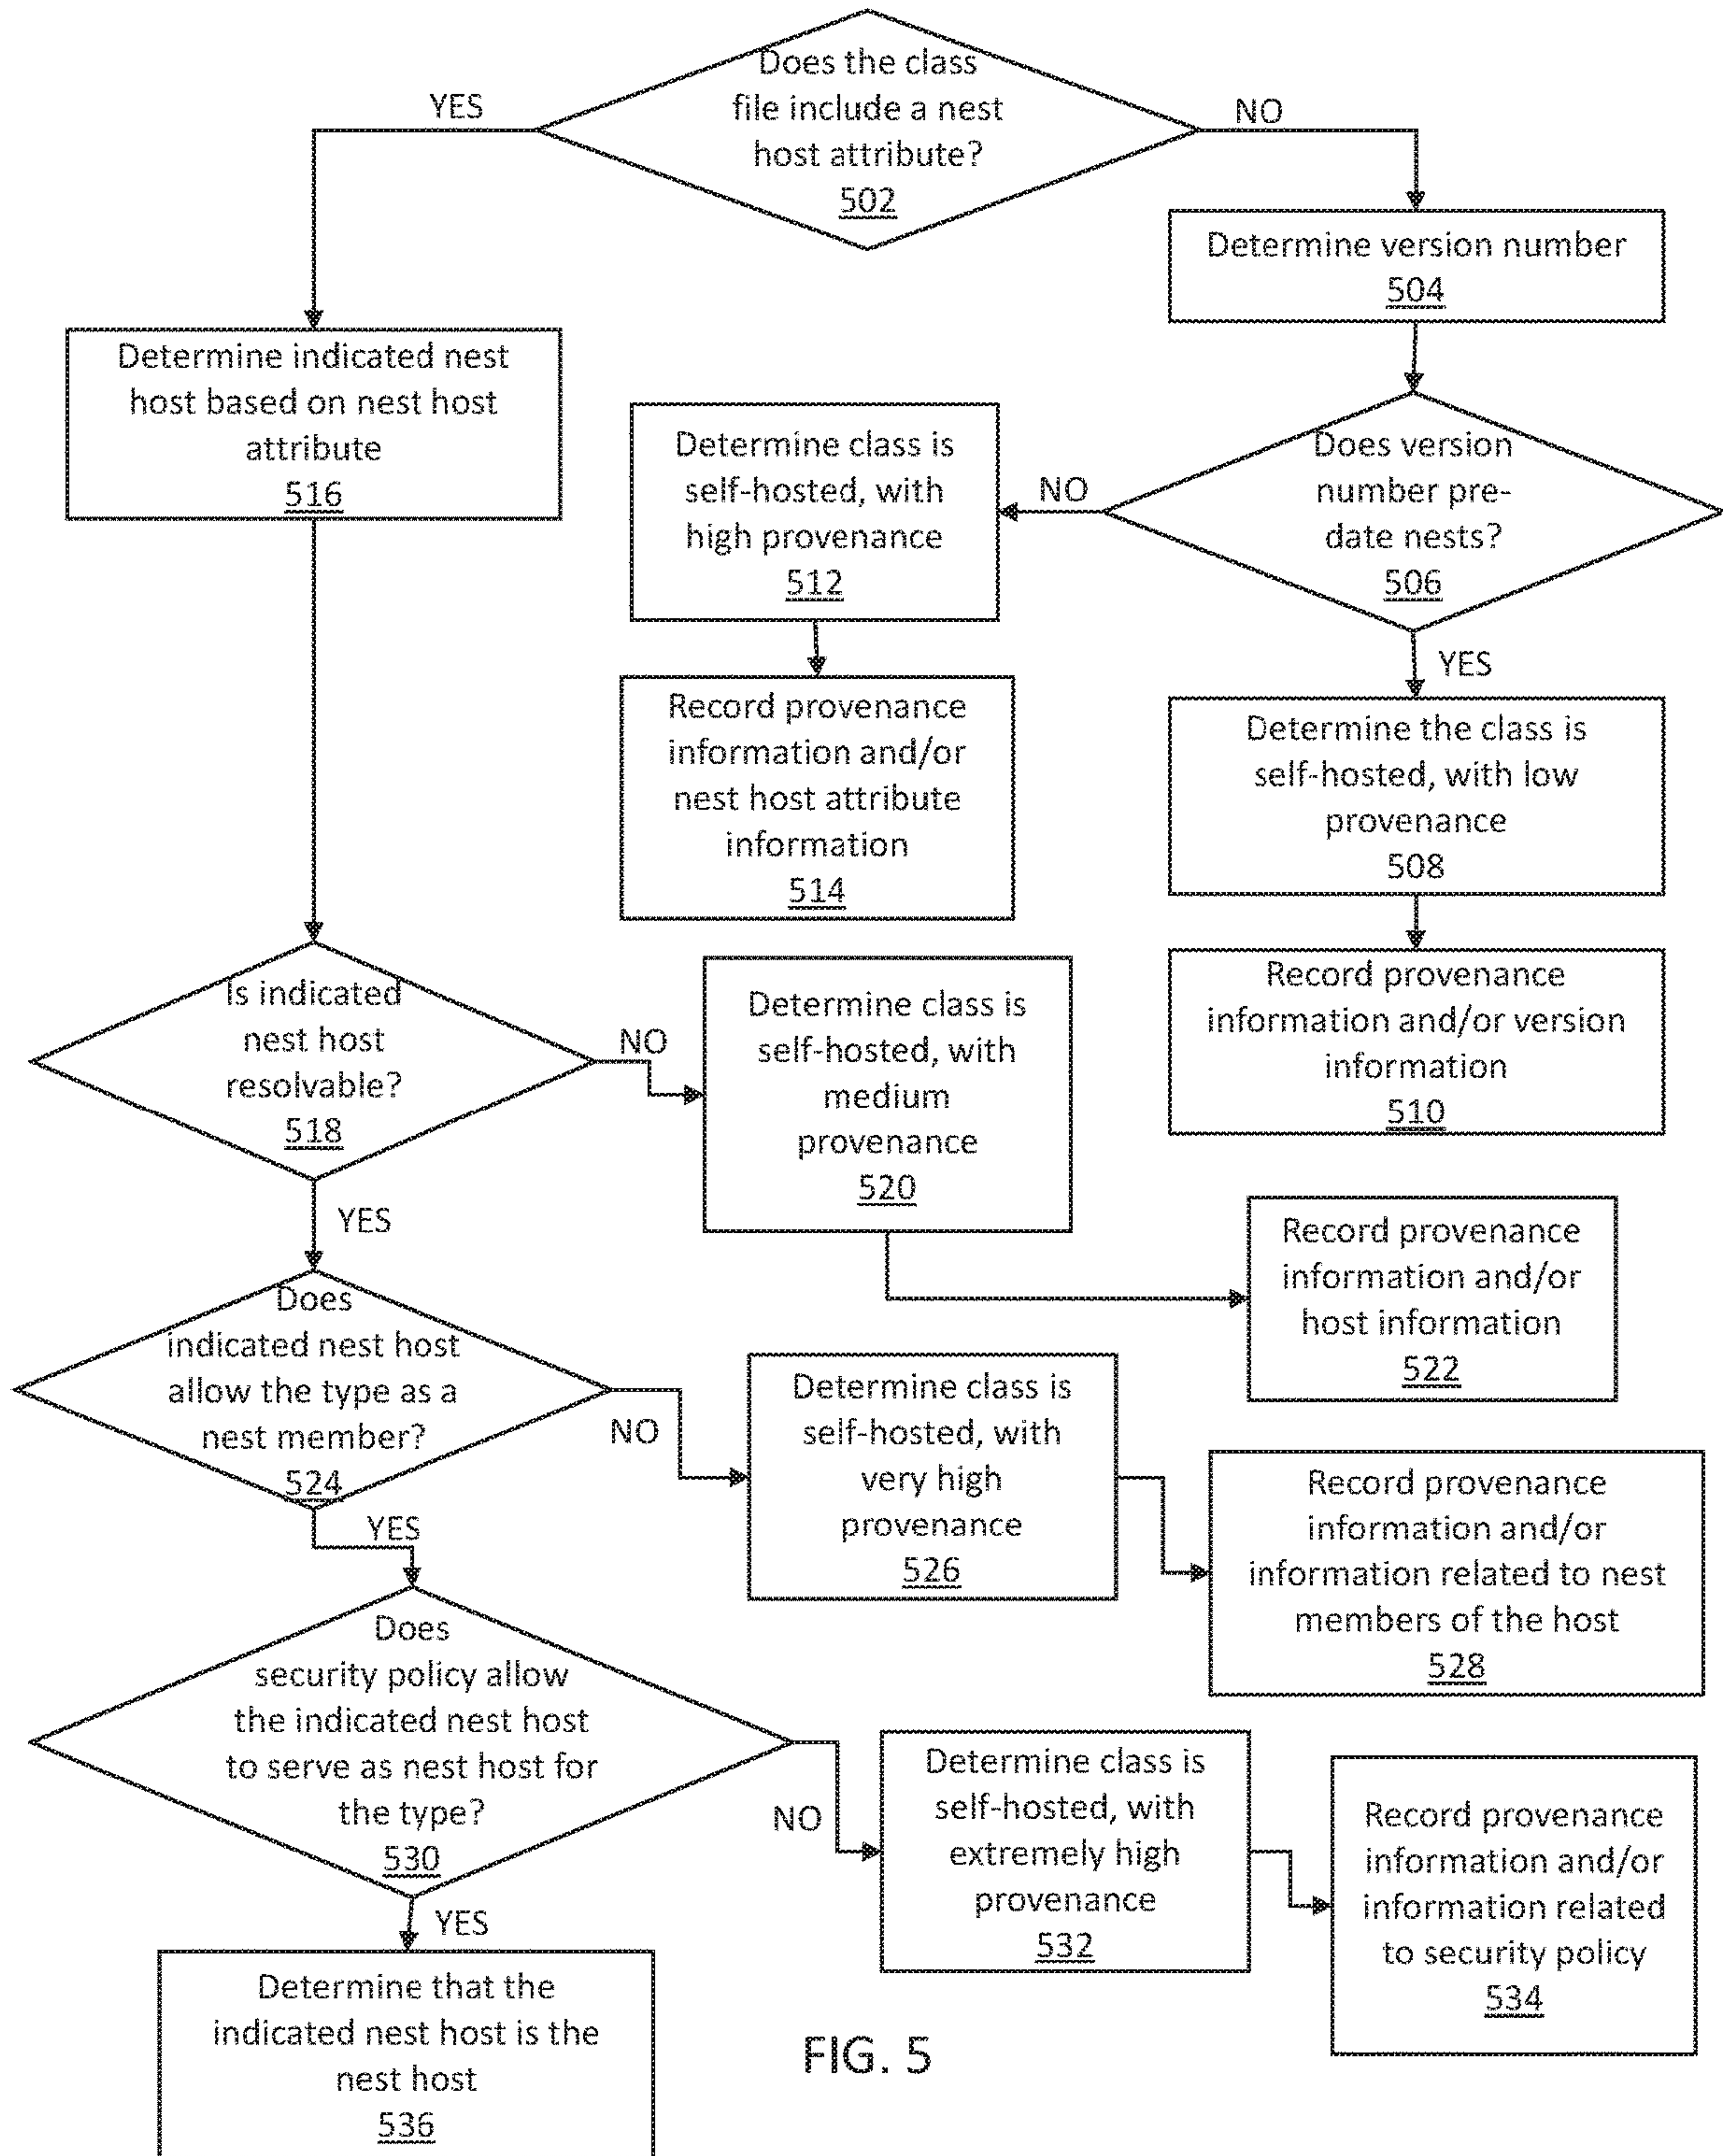 Does the class
file include a nest
host attribute?
502
YES
NO
Determine version number
504
Determine indicated nest
host based on nest host
attribute
516
Does version
number pre-
date nests?
506
NO
Determine class is
self-hosted, with
high provenance
512
YES
Record provenance
information and/or
nest host attribute
information
514
Determine the class is
self-hosted, with low
provenance
508
Record provenance
information and/or version
information
510
Is indicated
nest host
resolvable?
518
NO
Determine class is
self-hosted, with
medium
provenance
520
YES
Record provenance
information and/or
host information
522
Does
indicated nest host
allow the type as a
nest member?
524
NO
Determine class is
self-hosted, with
very high
provenance
526
Record provenance
information and/or
information related to nest
members of the host
528
YES
Does
security policy allow
the indicated nest host
to serve as nest host for
the type?
530
NO
Determine class is
self-hosted, with
extremely high
provenance
532
Record provenance
information and/or
information related
to security policy
534
YES
Determine that the
indicated nest host is the
nest host
536
FIG. 5